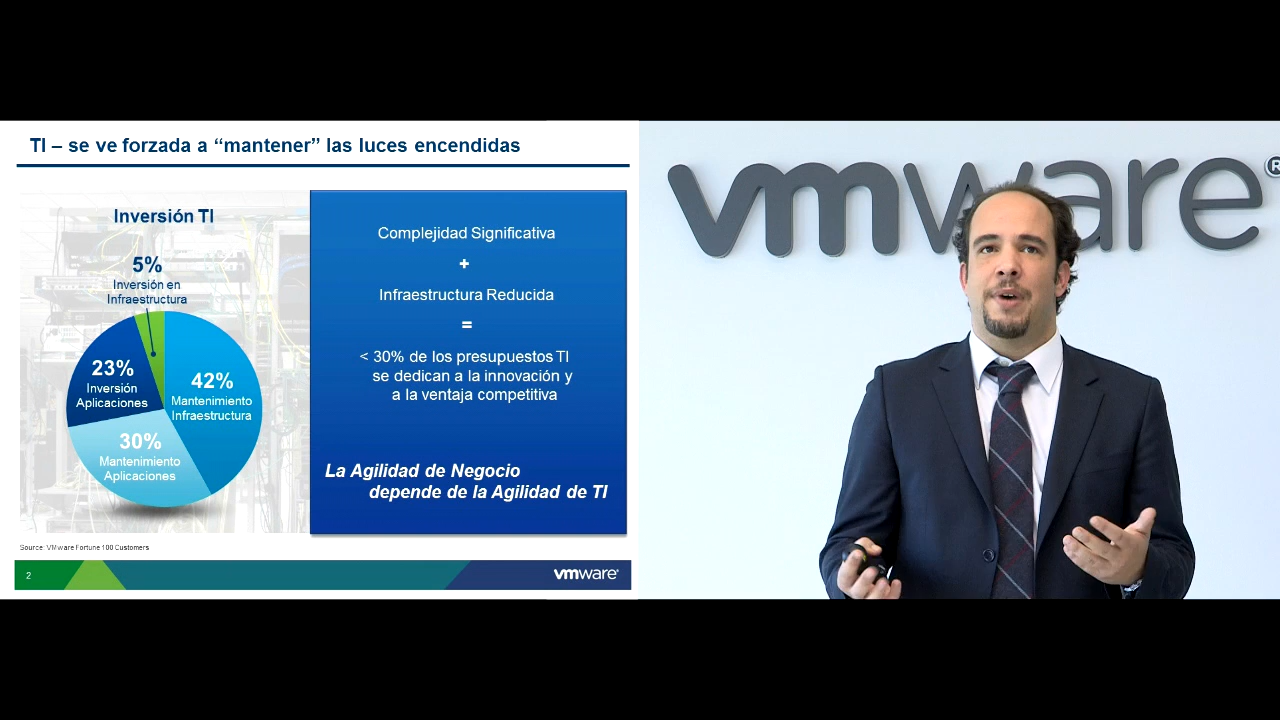 TI – se ve forzada a “mantener” las luces encendidas
Inversión TI
5%
Inversión en
Infraestructura
23%
Inversión
Aplicaciones
42%
Mantenimiento
Infraestructura
30%
Mantenimiento
Aplicaciones
Complejidad Significativa
+
Infraestructura Reducida
=
< 30% de los presupuestos TI
se dedican a la innovación y
a la ventaja competitiva
La Agilidad de Negocio
depende de la Agilidad de TI
Source: VMware Fortune 100 Customers
2
vmware®
vmware®